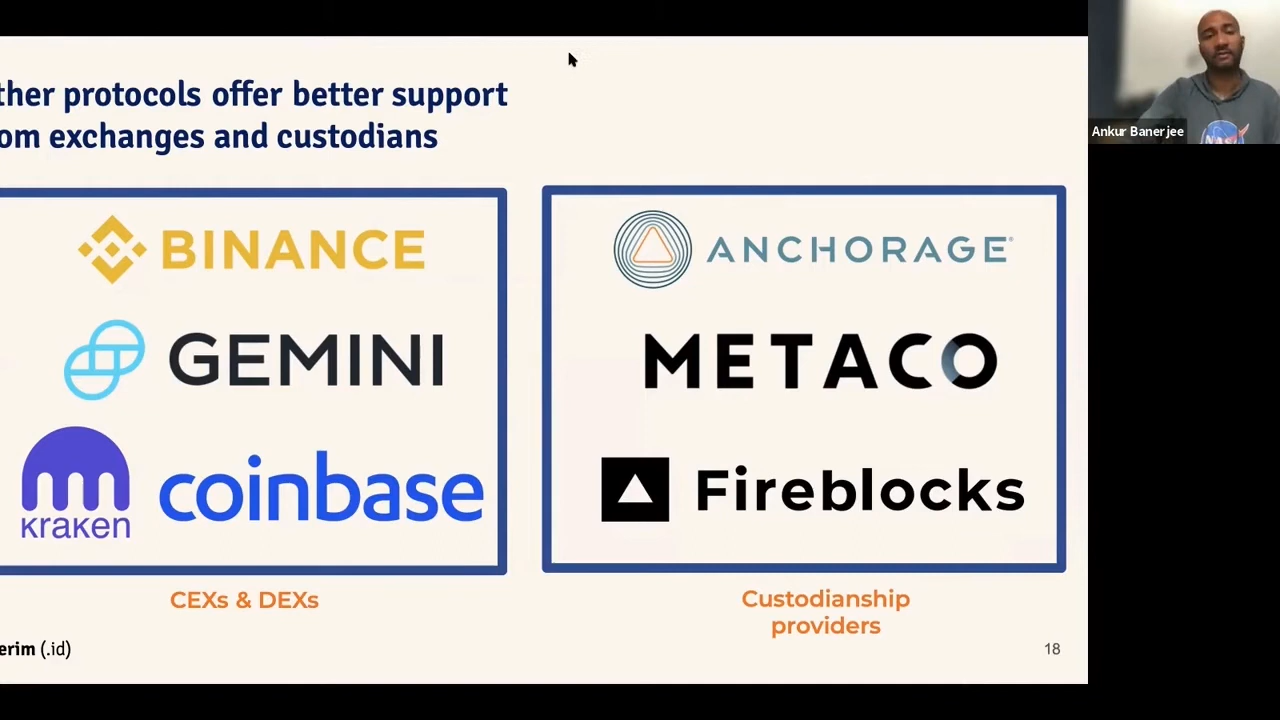 ther protocols offer better support
om exchanges and custodians
BINANCE
GEMINI
kraken
coinbase
ANCHORAGE®
METACO
Fireblocks
CEXs & DEXs
Custodianship
providers
erim (.id)
18
Ankur Banerjee